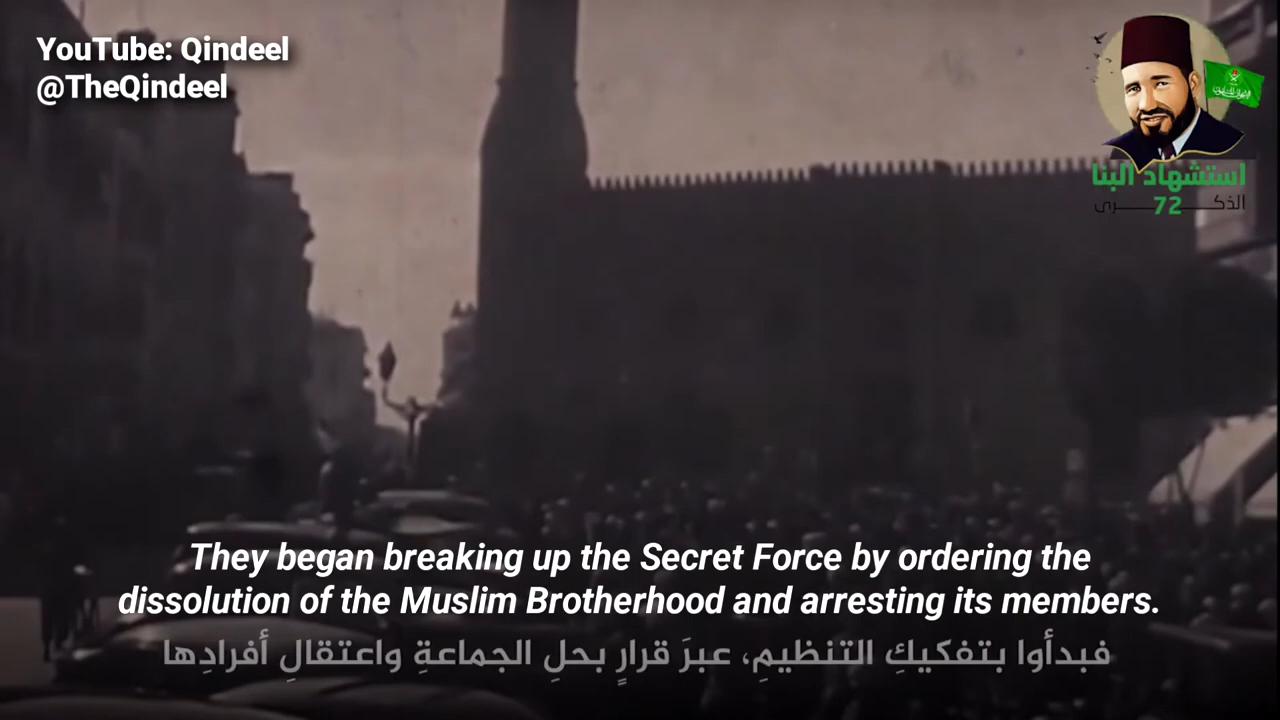 YouTube: Qindeel
@TheQindeel
استشهاد البنا
الذكـــــرى 72
They began breaking up the Secret Force by ordering the
dissolution of the Muslim Brotherhood and arresting its members.
فبدأوا بتفكيكِ التنظيمِ، عبرَ قرارٍ بحلِ الجماعةِ واعتقالِ أفرادِها